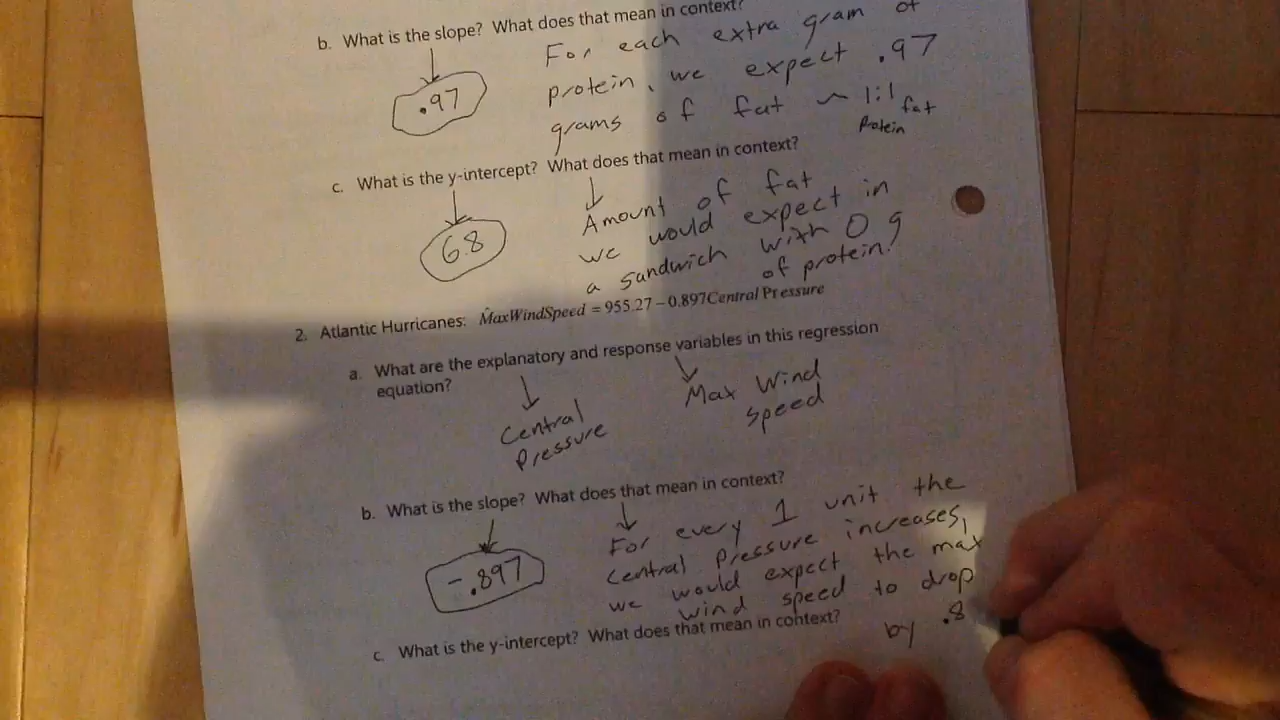 b. What is the slope? What does that mean in context?
.97
For each extra gram of
protein, we expect .97
grams of fat ~ 1:1 fat
Protein
c. What is the y-intercept? What does that mean in context?
6.8
Amount of fat
we would expect in
a sandwich with 0 g
of protein.
2. Atlantic Hurricanes: M̂axWindSpeed = 955.27 – 0.897Central Pressure
a. What are the explanatory and response variables in this regression
equation?
Central
Pressure
Max Wind
Speed
b. What is the slope? What does that mean in context?
-.897
For every 1 unit the
Central Pressure increases,
we would expect the max
wind speed to drop
by .8
c. What is the y-intercept? What does that mean in context?